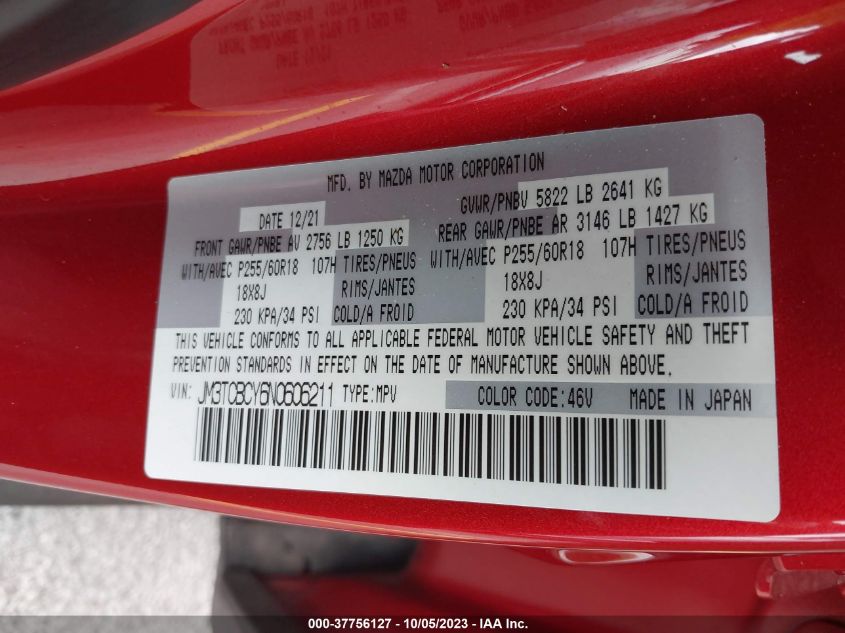 MFD. BY MAZDA MOTOR CORPORATION
DATE 12/21 GVWR/PNBV 5822 LB 2641 KG
FRONT GAWR/PNBE AV 2756 LB 1250 KG REAR GAWR/PNBE AR 3146 LB 1427 KG
WITH/AVEC P255/60R18 107H TIRES/PNEUS WITH/AVEC P255/60R18 107H TIRES/PNEUS
18X8J RIMS/JANTES 18X8J RIMS/JANTES
230 KPA/34 PSI COLD/A FROID 230 KPA/34 PSI COLD/A FROID
THIS VEHICLE CONFORMS TO ALL APPLICABLE FEDERAL MOTOR VEHICLE SAFETY AND THEFT
PREVENTION STANDARDS IN EFFECT ON THE DATE OF MANUFACTURE SHOWN ABOVE.
VIN: JM3TCBCY6N0606211 TYPE:MPV COLOR CODE:46V MADE IN JAPAN
000-37756127 - 10/05/2023 - IAA Inc.